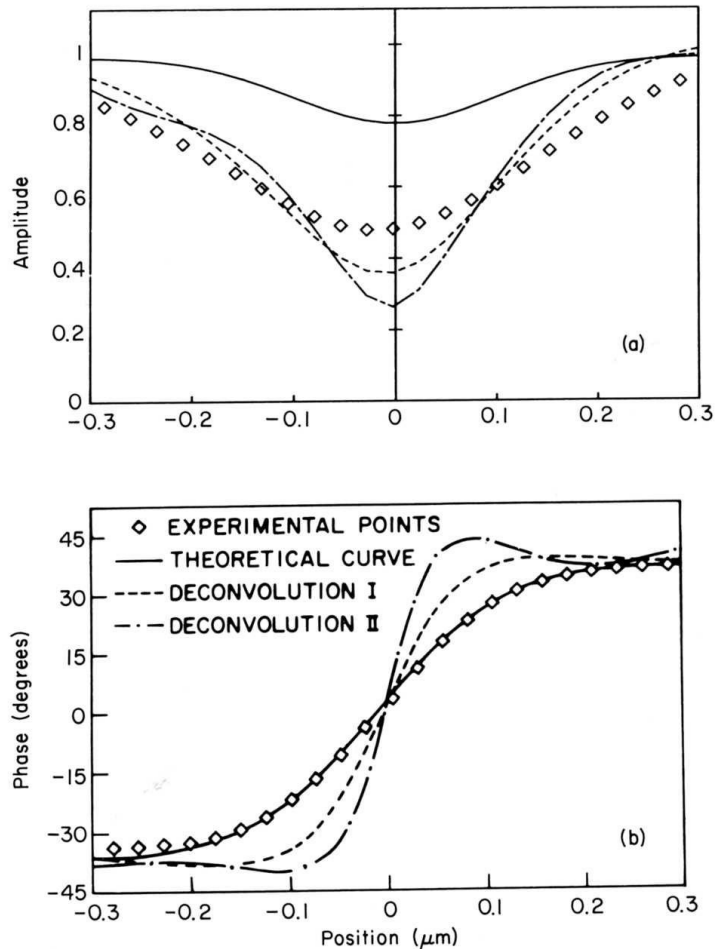 1
0.8
0.6
0.4
0.2
0
Amplitude
(a)
-0.3 -0.2 -0.1 0 0.1 0.2 0.3
45
30
15
0
-15
-30
-45
Phase (degrees)
EXPERIMENTAL POINTS
THEORETICAL CURVE
DECONVOLUTION I
DECONVOLUTION II
(b)
-0.3 -0.2 -0.1 0 0.1 0.2 0.3
Position (μm)